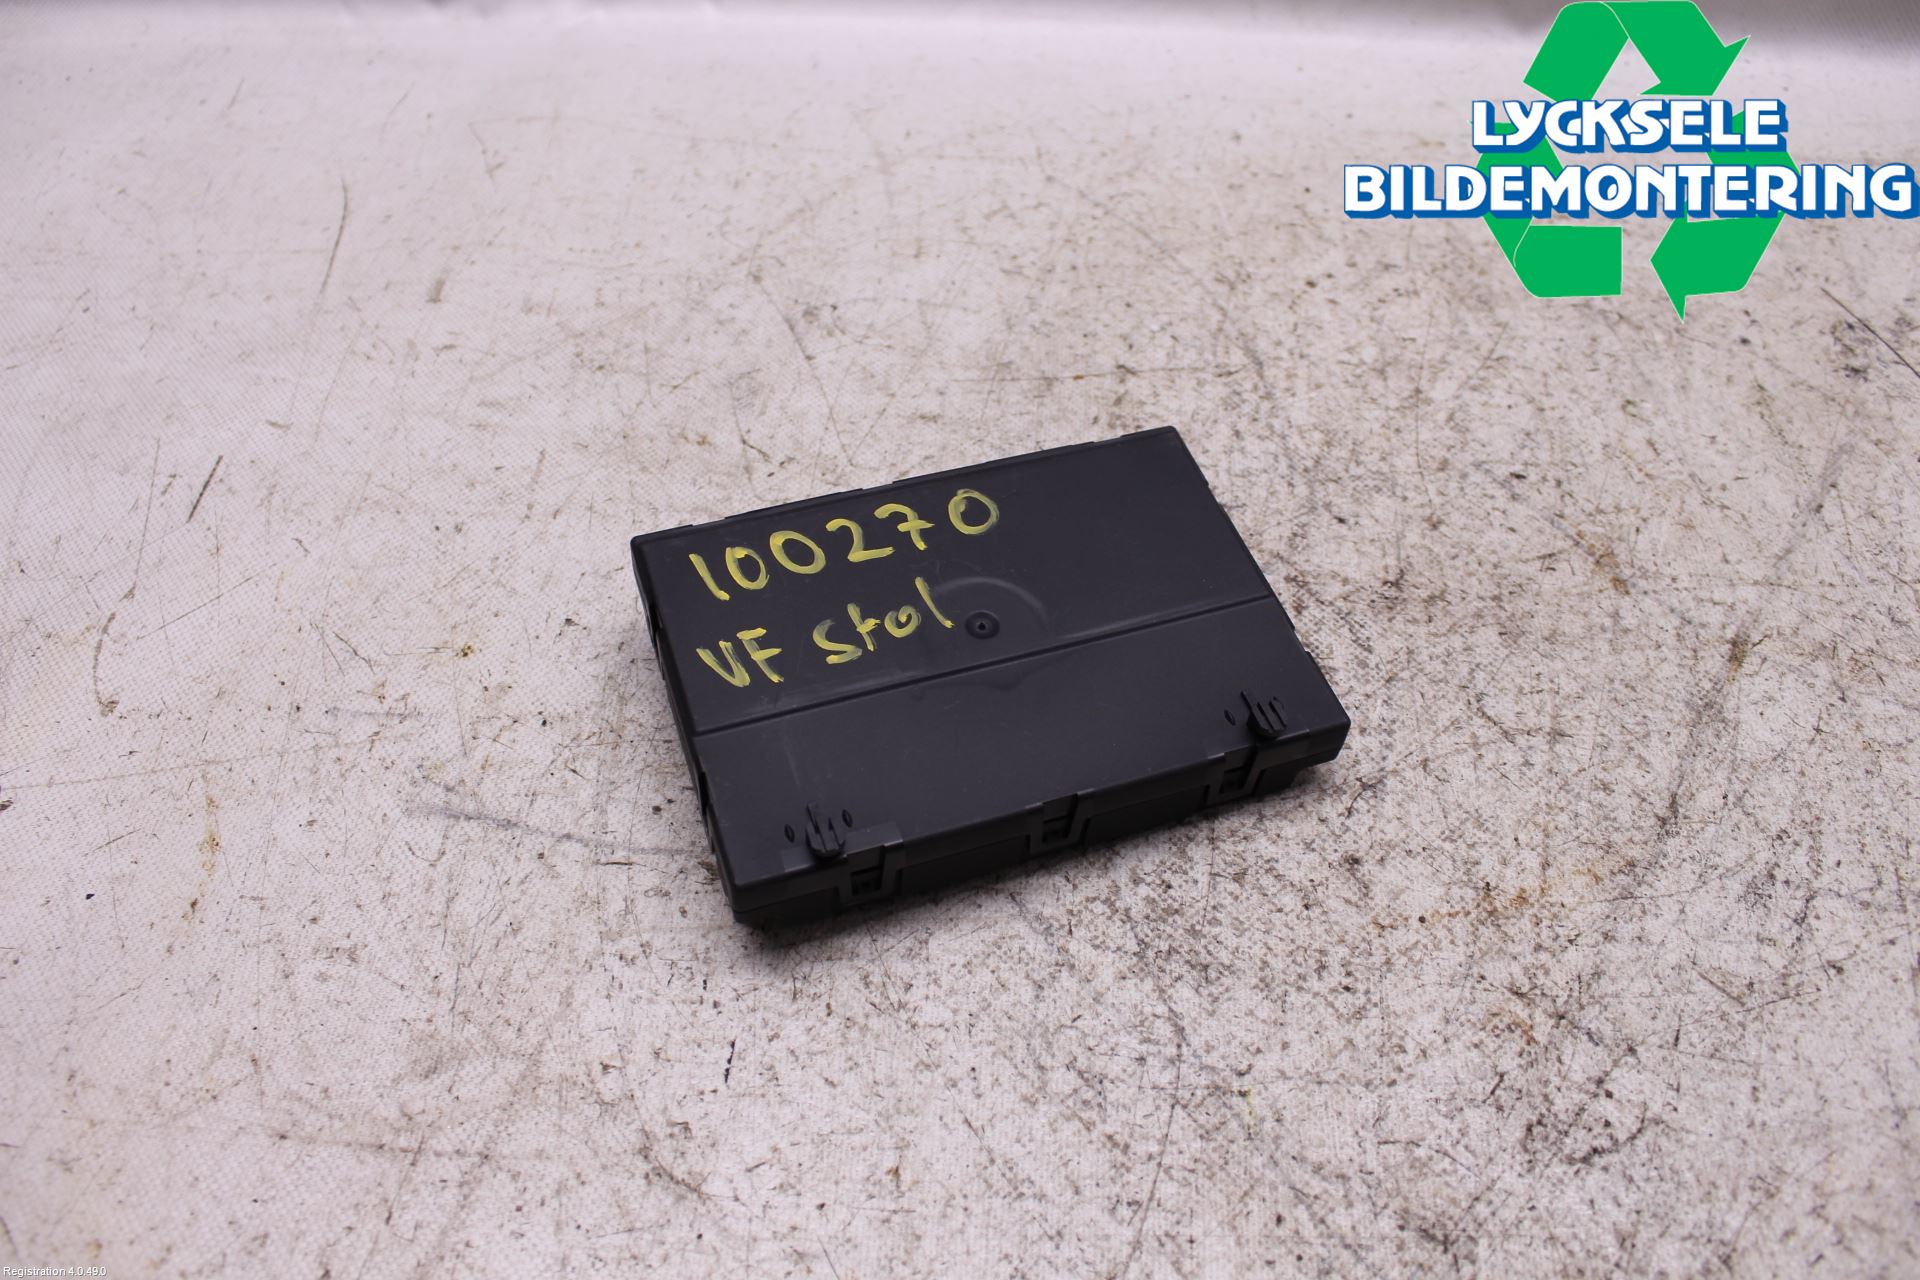 LYCKSELE
BILDEMONTERING
100270
VF stol
Registration 4.0.49.0